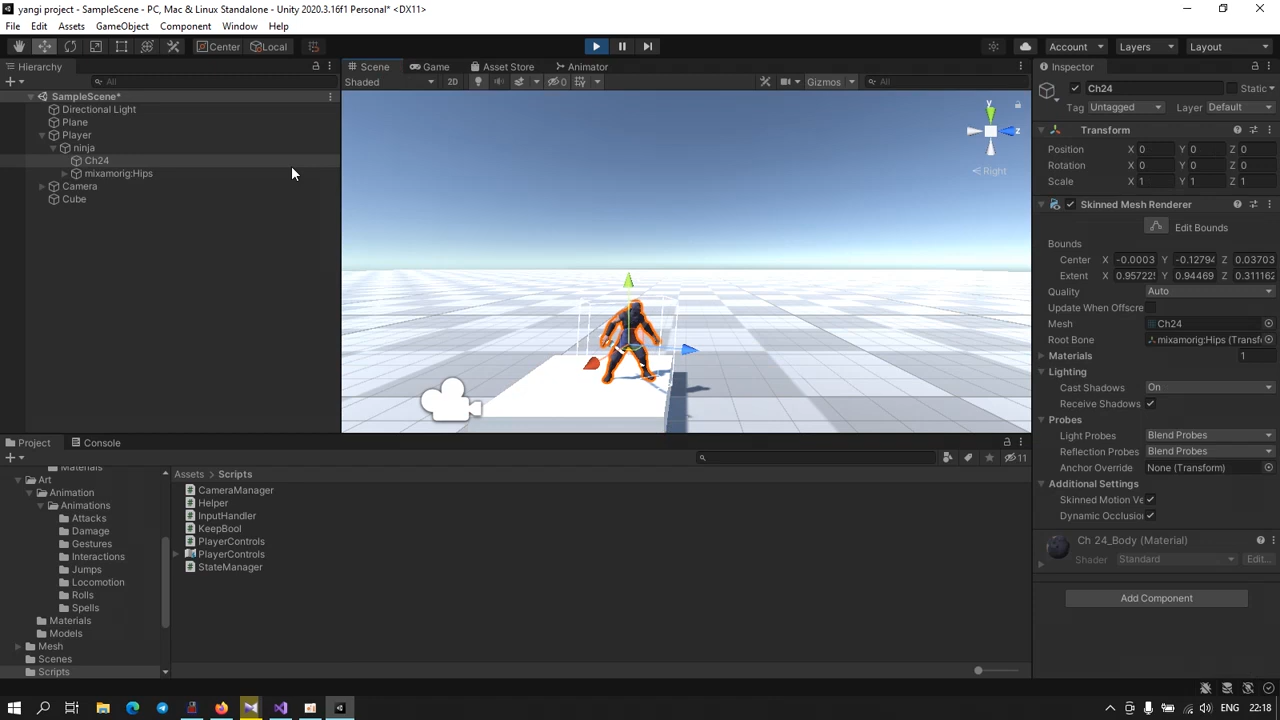 yangi project - SampleScene - PC, Mac & Linux Standalone - Unity 2020.3.16f1 Personal* <DX11>
File Edit Assets GameObject Component Window Help
Center Local Account Layers Layout
Hierarchy Scene Game Asset Store Animator Inspector
All Shaded 2D Gizmos All Ch24 Static
SampleScene* Tag Untagged Layer Default
Directional Light
Plane
Player
ninja
Ch24
mixamorig:Hips
Camera
Cube
y
z
Right
Transform
Position X 0 Y 0 Z 0
Rotation X 0 Y 0 Z 0
Scale X 1 Y 1 Z 1
Skinned Mesh Renderer
Edit Bounds
Bounds
Center X -0.0003 Y -0.12794 Z 0.03703
Extent X 0.957225 Y 0.94469 Z 0.311162
Quality Auto
Update When Offscre
Mesh Ch24
Root Bone mixamorig:Hips (Transf
Materials 1
Lighting
Cast Shadows On
Receive Shadows
Probes
Light Probes Blend Probes
Reflection Probes Blend Probes
Anchor Override None (Transform)
Additional Settings
Skinned Motion Ve
Dynamic Occlusion
Ch 24_Body (Material)
Shader Standard Edit...
Add Component
Project Console
11
Materials
Art
Animation
Animations
Attacks
Damage
Gestures
Interactions
Jumps
Locomotion
Rolls
Spells
Materials
Models
Mesh
Scenes
Scripts
Assets > Scripts
CameraManager
Helper
InputHandler
KeepBool
PlayerControls
PlayerControls
StateManager
ENG 22:18